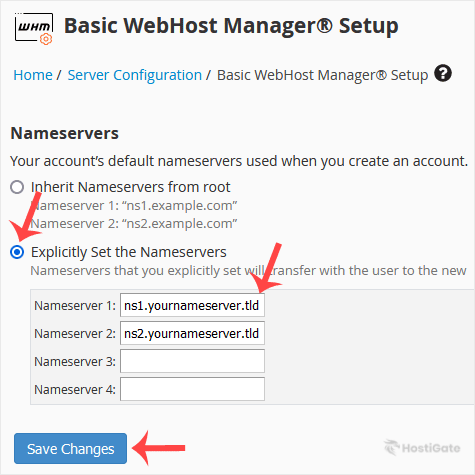 WHM
Basic WebHost Manager® Setup
Home / Server Configuration / Basic WebHost Manager® Setup ?
Nameservers
Your account's default nameservers used when you create an account.
Inherit Nameservers from root
Nameserver 1: “ns1.example.com”
Nameserver 2: “ns2.example.com”
Explicitly Set the Nameservers
Nameservers that you explicitly set will transfer with the user to the new
Nameserver 1: ns1.yournameserver.tld
Nameserver 2: ns2.yournameserver.tld
Nameserver 3:
Nameserver 4:
Save Changes
HostiGate